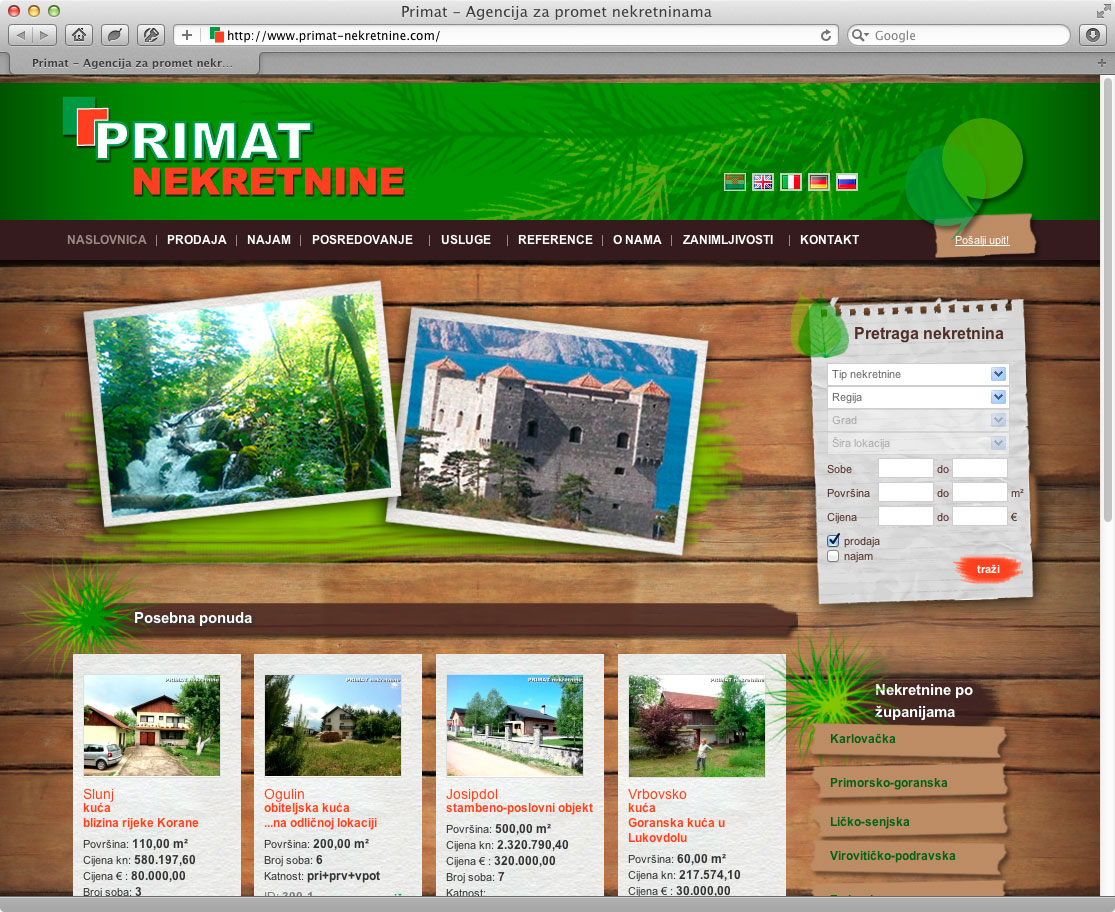 Primat – Agencija za promet nekretninama
http://www.primat-nekretnine.com/
Google
Primat – Agencija za promet nekr...
PRIMAT
NEKRETNINE
NASLOVNICA | PRODAJA | NAJAM | POSREDOVANJE | USLUGE | REFERENCE | O NAMA | ZANIMLJIVOSTI | KONTAKT
Pošalji upit!
Pretraga nekretnina
Tip nekretnine
Regija
Grad
Šira lokacija
Sobe do
Površina do m²
Cijena do €
prodaja
najam
traži
Posebna ponuda
PRIMAT nekretnine
Slunj
kuća
blizina rijeke Korane
Površina: 110,00 m²
Cijena kn: 580.197,60
Cijena € : 80.000,00
Broj soba: 3
PRIMAT nekretnine
Ogulin
obiteljska kuća
...na odličnoj lokaciji
Površina: 200,00 m²
Broj soba: 6
Katnost: pri+prv+vpot
PRIMAT nekretnine
Josipdol
stambeno-poslovni objekt
Površina: 500,00 m²
Cijena kn: 2.320.790,40
Cijena € : 320.000,00
Broj soba: 7
Katnost:
PRIMAT nekretnine
Vrbovsko
kuća
Goranska kuća u
Lukovdolu
Površina: 60,00 m²
Cijena kn: 217.574,10
Cijena € : 30.000,00
Nekretnine po
županijama
Karlovačka
Primorsko-goranska
Ličko-senjska
Virovitičko-podravska